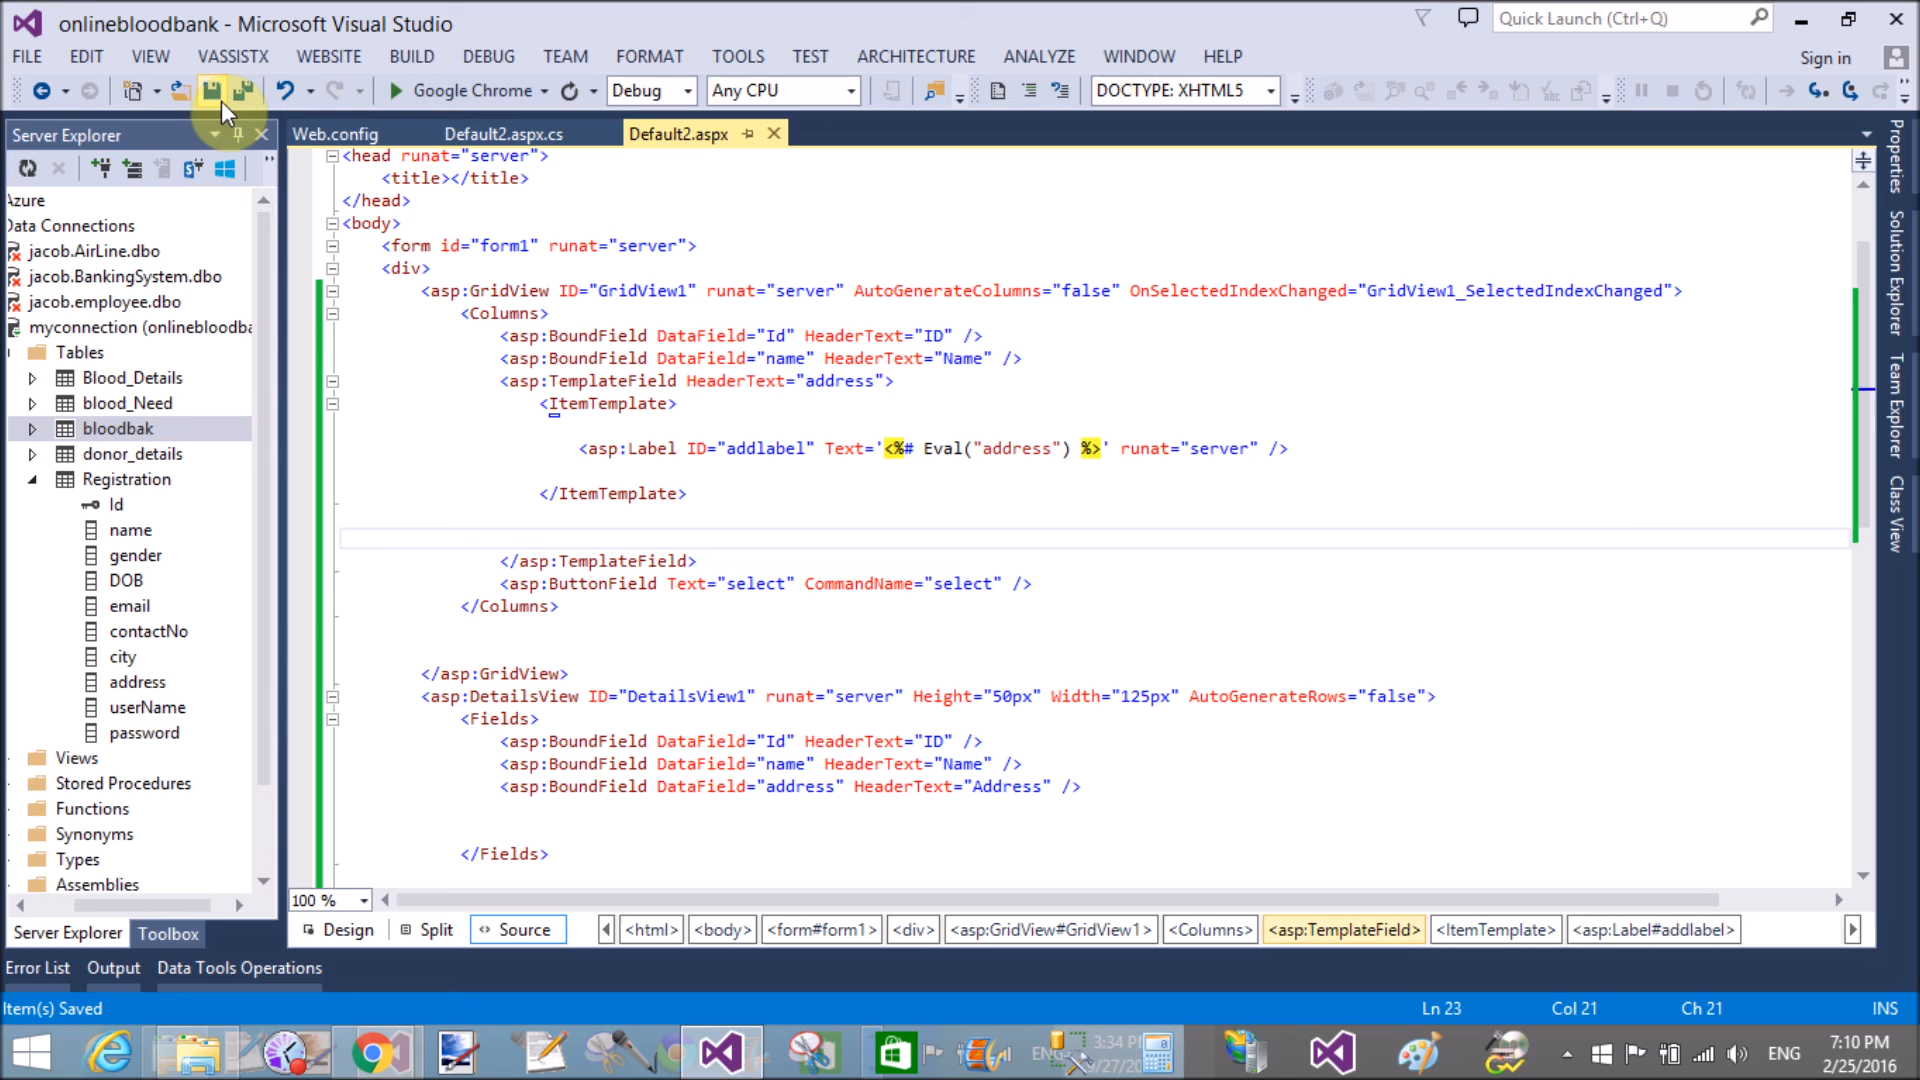 onlinebloodbank - Microsoft Visual Studio
Quick Launch (Ctrl+Q)
FILE EDIT VIEW VASSISTX WEBSITE BUILD DEBUG TEAM FORMAT TOOLS TEST ARCHITECTURE ANALYZE WINDOW HELP
Sign in
Google Chrome Debug Any CPU DOCTYPE: XHTML5
Server Explorer
Web.config Default2.aspx.cs Default2.aspx
Azure
Data Connections
jacob.AirLine.dbo
jacob.BankingSystem.dbo
jacob.employee.dbo
myconnection (onlinebloodba
Tables
Blood_Details
blood_Need
bloodbak
donor_details
Registration
Id
name
gender
DOB
email
contactNo
city
address
userName
password
Views
Stored Procedures
Functions
Synonyms
Types
Assemblies
Server Explorer Toolbox
<head runat="server">
<title></title>
</head>
<body>
<form id="form1" runat="server">
<div>
<asp:GridView ID="GridView1" runat="server" AutoGenerateColumns="false" OnSelectedIndexChanged="GridView1_SelectedIndexChanged">
<Columns>
<asp:BoundField DataField="Id" HeaderText="ID" />
<asp:BoundField DataField="name" HeaderText="Name" />
<asp:TemplateField HeaderText="address">
<ItemTemplate>
<asp:Label ID="addlabel" Text='<%# Eval("address") %>' runat="server" />
</ItemTemplate>
</asp:TemplateField>
<asp:ButtonField Text="select" CommandName="select" />
</Columns>
</asp:GridView>
<asp:DetailsView ID="DetailsView1" runat="server" Height="50px" Width="125px" AutoGenerateRows="false">
<Fields>
<asp:BoundField DataField="Id" HeaderText="ID" />
<asp:BoundField DataField="name" HeaderText="Name" />
<asp:BoundField DataField="address" HeaderText="Address" />
</Fields>
100 %
Design Split Source <html> <body> <form#form1> <div> <asp:GridView#GridView1> <Columns> <asp:TemplateField> <ItemTemplate> <asp:Label#addlabel>
Properties
Solution Explorer
Team Explorer
Class View
Error List Output Data Tools Operations
Item(s) Saved Ln 23 Col 21 Ch 21 INS
ENG 7:10 PM
2/25/2016